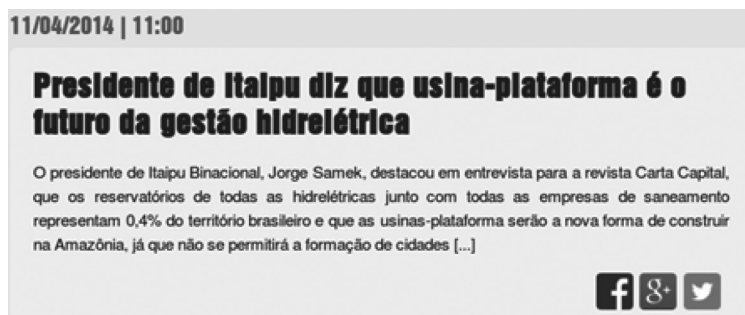 11/04/2014 | 11:00
Presidente de Itaipu diz que usina-plataforma é o
futuro da gestão hidrelétrica
O presidente de Itaipu Binacional, Jorge Samek, destacou em entrevista para a revista Carta Capital,
que os reservatórios de todas as hidrelétricas junto com todas as empresas de saneamento
representam 0,4% do território brasileiro e que as usinas-plataforma serão a nova forma de construir
na Amazônia, já que não se permitirá a formação de cidades [...]
f 8+